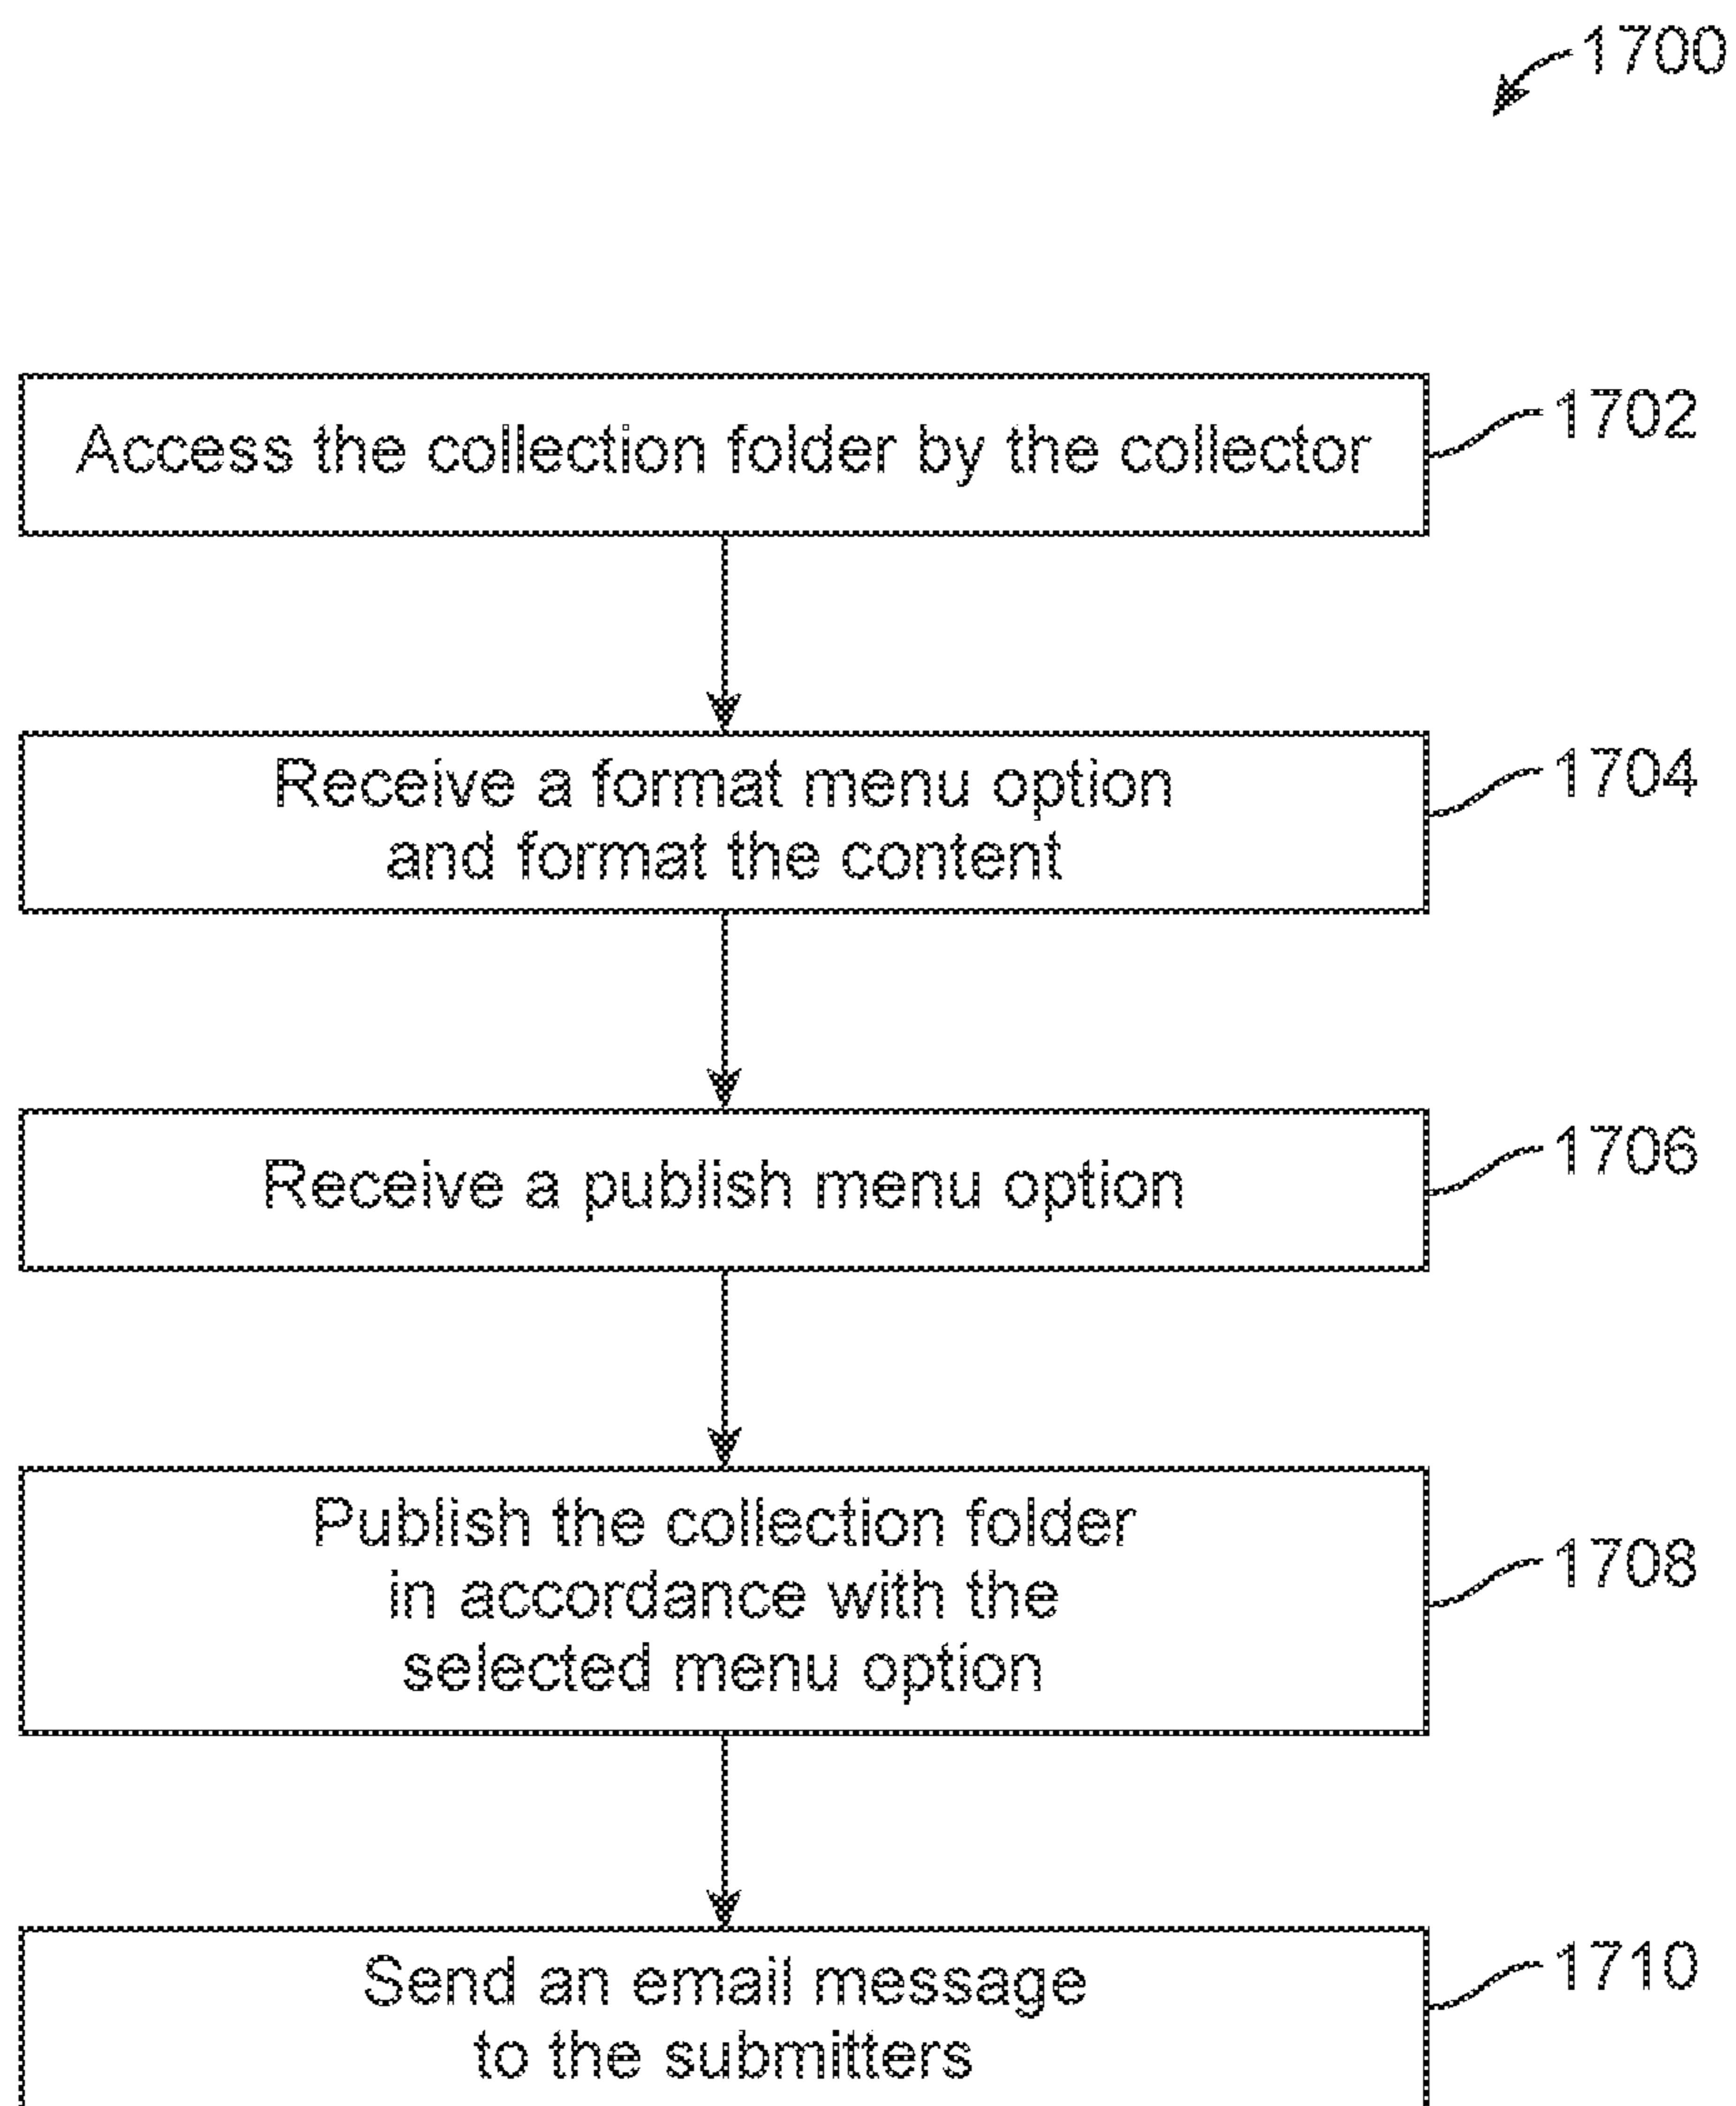 1700
Access the collection folder by the collector
1702
Receive a format menu option
and format the content
1704
Receive a publish menu option
1706
Publish the collection folder
in accordance with the
selected menu option
1708
Send an email message
to the submitters
1710